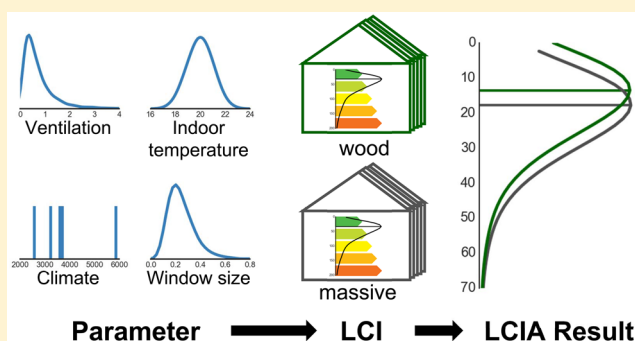 0 1 2 3 4
Ventilation
16 18 20 22 24
Indoor
temperature
wood
0
10
20
30
40
50
60
70
2000 3000 4000 5000 6000
Climate
0.0 0.2 0.4 0.6 0.8
Window size
massive
Parameter LCI LCIA Result